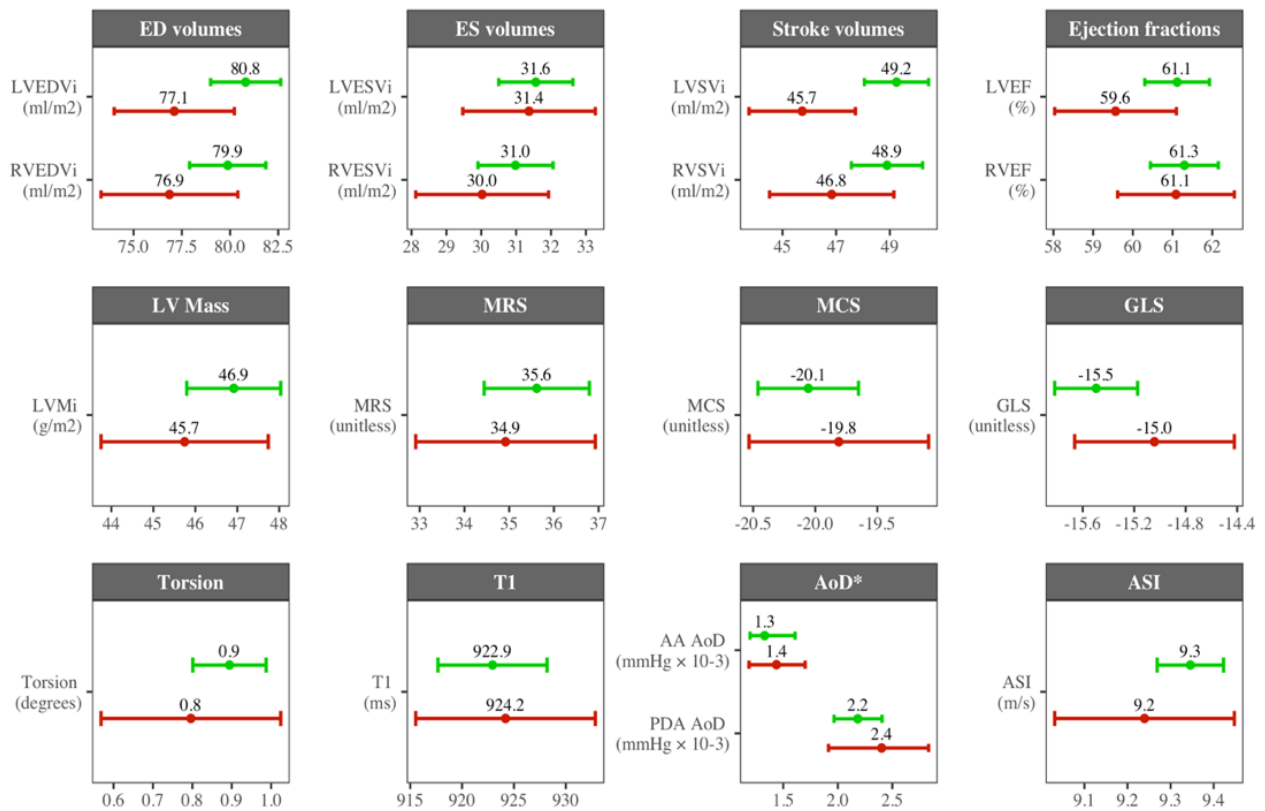 ED volumes
80.8
LVEDVi
(ml/m2)
77.1
79.9
RVEDVi
(ml/m2)
76.9
75.0 77.5 80.0 82.5
ES volumes
31.6
LVESVi
(ml/m2)
31.4
31.0
RVESVi
(ml/m2)
30.0
28 29 30 31 32 33
Stroke volumes
49.2
LVSVi
(ml/m2)
45.7
48.9
RVSVi
(ml/m2)
46.8
45 47 49
Ejection fractions
61.1
LVEF
(%)
59.6
61.3
RVEF
(%)
61.1
58 59 60 61 62
LV Mass
46.9
LVMi
(g/m2)
45.7
44 45 46 47 48
MRS
35.6
MRS
(unitless)
34.9
33 34 35 36 37
MCS
-20.1
MCS
(unitless)
-19.8
-20.5 -20.0 -19.5
GLS
-15.5
GLS
(unitless)
-15.0
-15.6 -15.2 -14.8 -14.4
Torsion
0.9
Torsion
(degrees)
0.8
0.6 0.7 0.8 0.9 1.0
T1
922.9
T1
(ms)
924.2
915 920 925 930
AoD*
1.3
AA AoD
(mmHg × 10-3)
1.4
2.2
PDA AoD
(mmHg × 10-3)
2.4
1.5 2.0 2.5
ASI
9.3
ASI
(m/s)
9.2
9.1 9.2 9.3 9.4